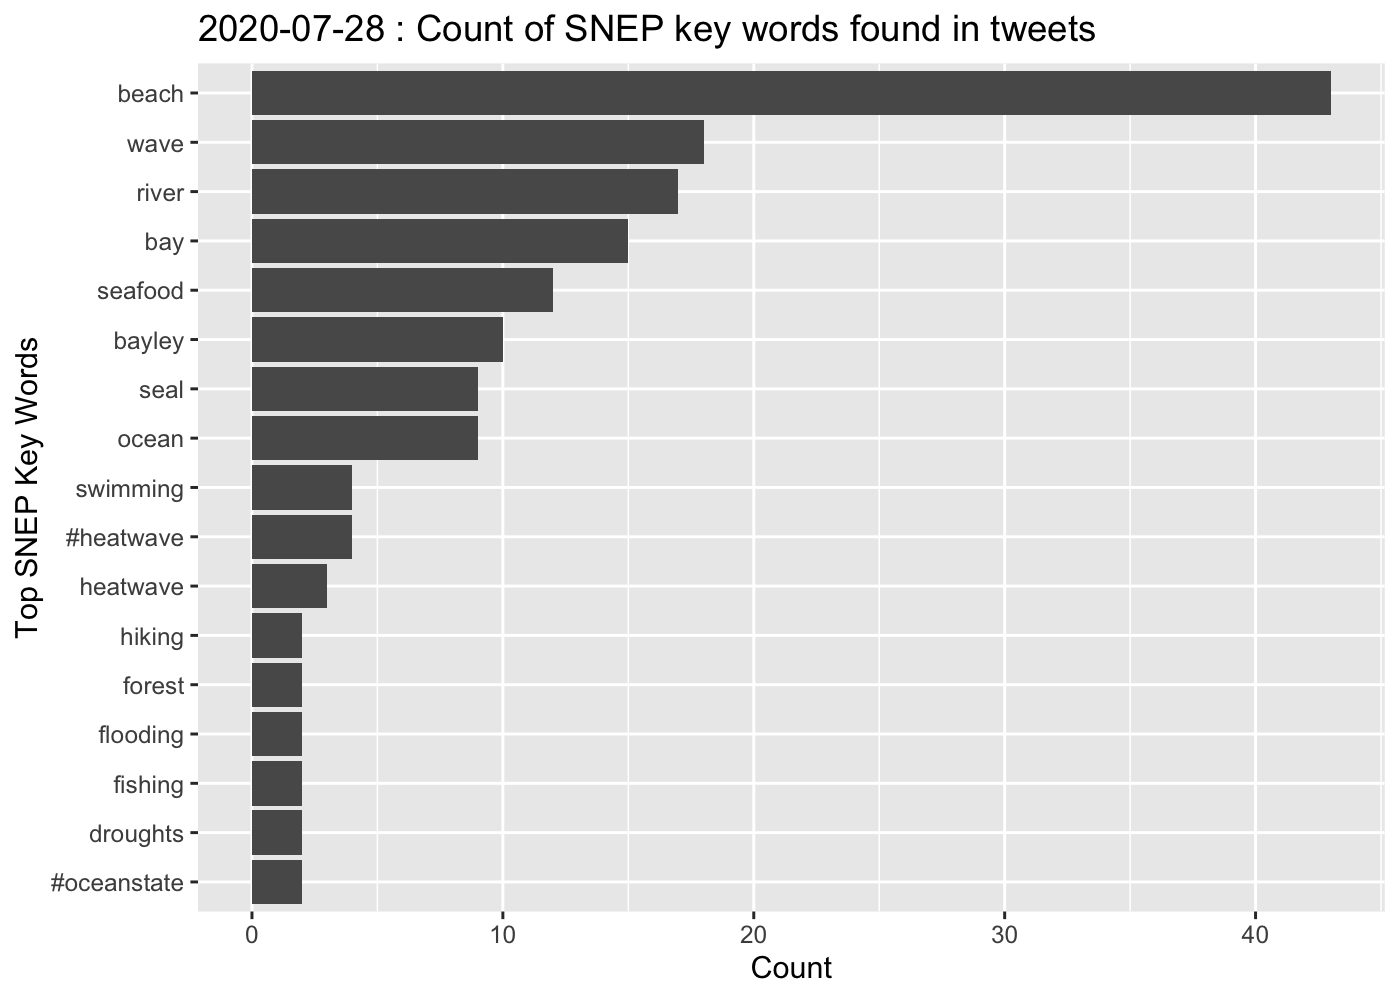 2020-07-28 : Count of SNEP key words found in tweets
Top SNEP Key Words
beach
wave
river
bay
seafood
bayley
seal
ocean
swimming
#heatwave
heatwave
hiking
forest
flooding
fishing
droughts
#oceanstate
0 10 20 30 40
Count